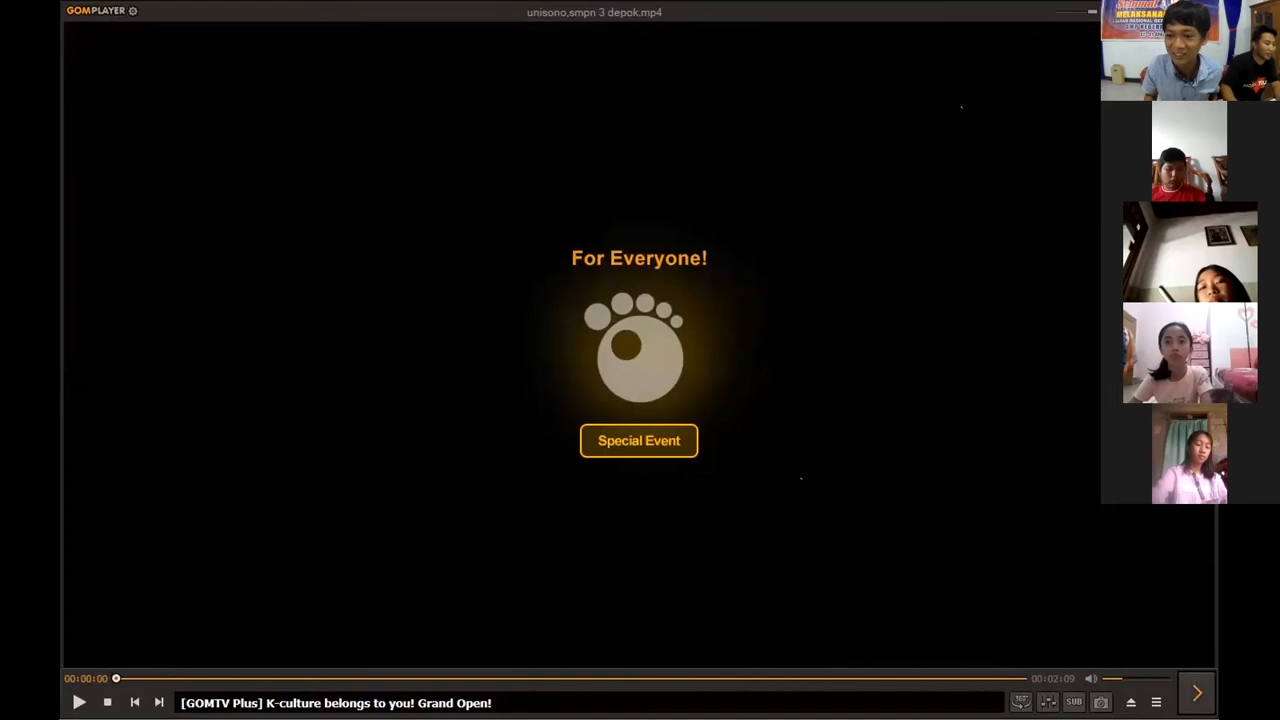 GOMPLAYER
unisono,smpn 3 depok.mp4
For Everyone!
Special Event
00:00:00
00:02:09
[GOMTV Plus] K-culture belongs to you! Grand Open!
360°
SUB